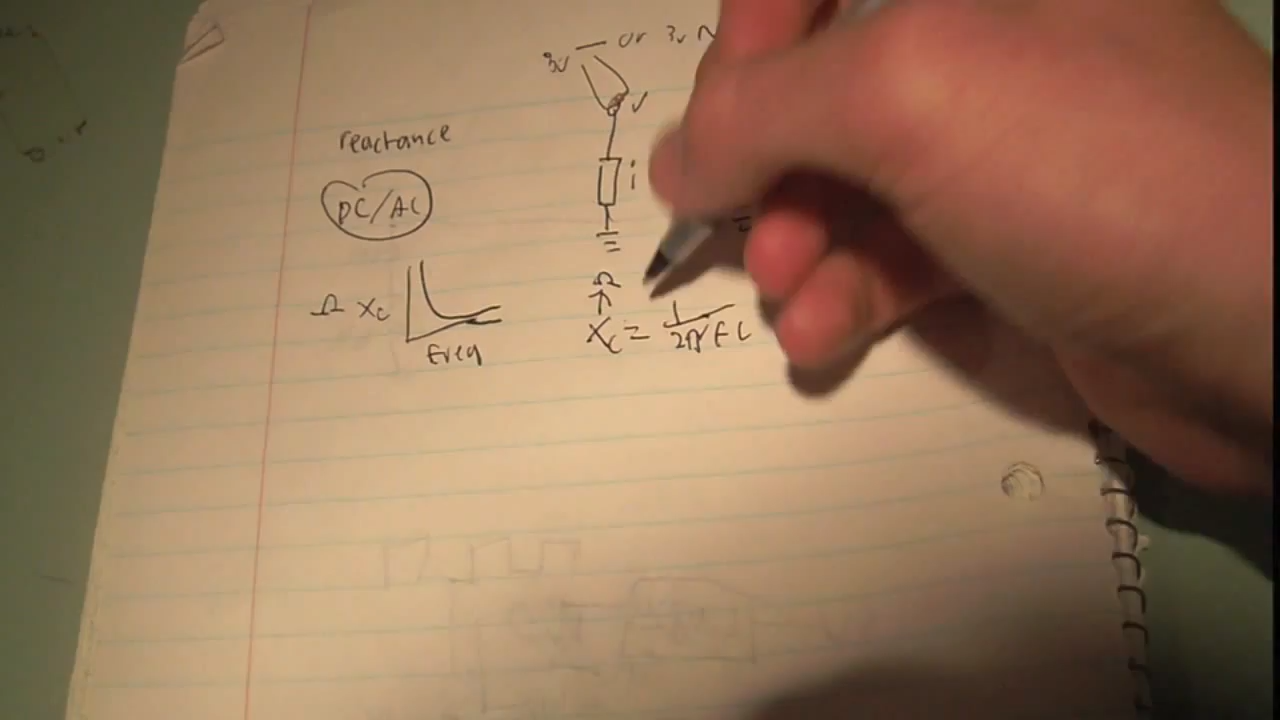 3v or 3v
v
reactance
DC/AC
i
Ω
Ω Xc
Xc = 1/2πFC
Freq